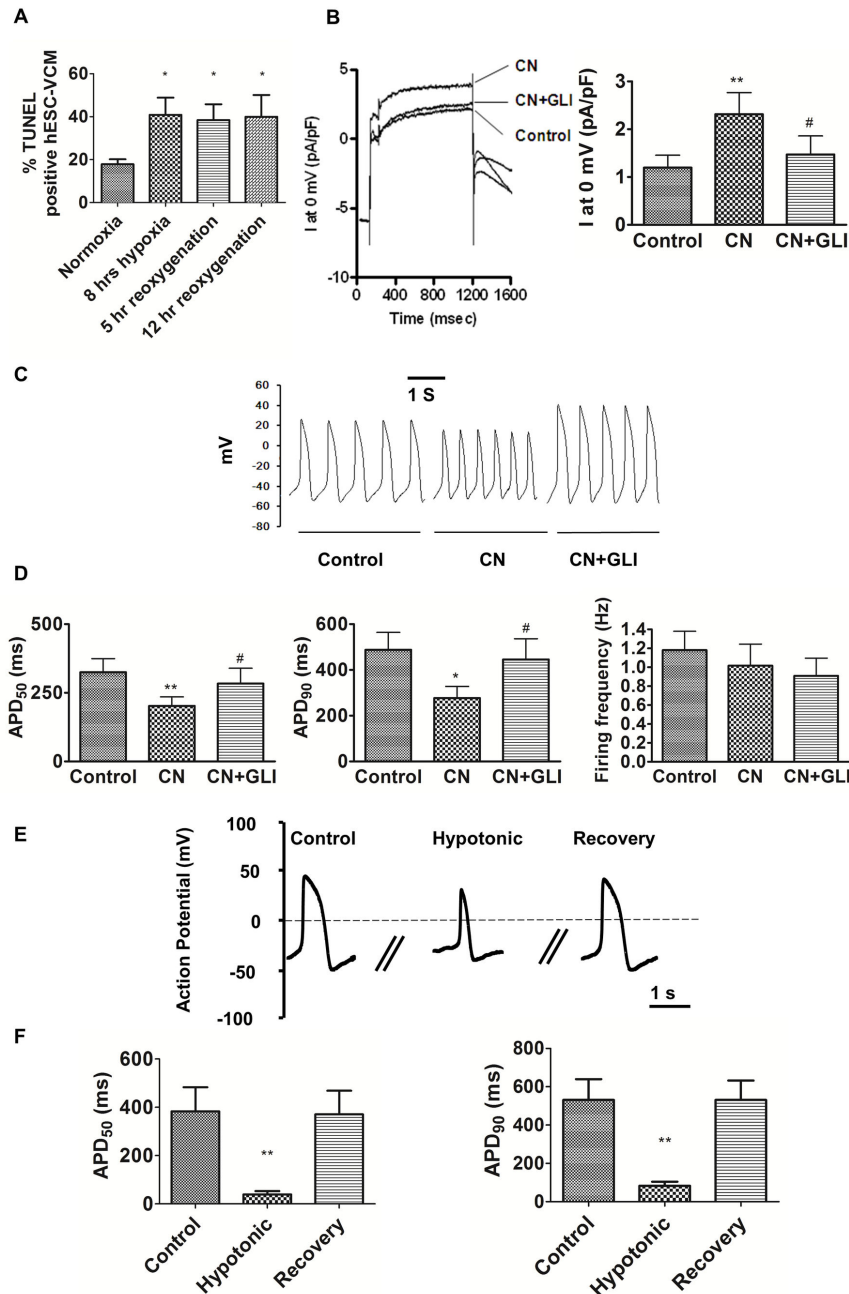 A
% TUNEL
positive hESC-VCM
60
40
20
0
*
*
*
Normoxia
8 hrs hypoxia
5 hr reoxygenation
12 hr reoxygenation
B
I at 0 mV (pA/pF)
5
0
-5
-10
0
400
800
1200
1600
Time (msec)
CN
CN+GLI
Control
I at 0 mV (pA/pF)
3
2
1
0
**
#
Control
CN
CN+GLI
C
1 S
mV
60
40
20
0
-20
-40
-60
-80
Control
CN
CN+GLI
D
APD50 (ms)
500
250
0
**
#
Control
CN
CN+GLI
APD90 (ms)
600
400
200
0
*
#
Control
CN
CN+GLI
Firing frequency (Hz)
1.4
1.2
1.0
0.8
0.6
0.4
0.2
0.0
Control
CN
CN+GLI
E
Action Potential (mV)
100
50
0
-50
-100
Control
Hypotonic
Recovery
1 s
F
APD50 (ms)
600
400
200
0
**
Control
Hypotonic
Recovery
APD90 (ms)
800
600
400
200
0
**
Control
Hypotonic
Recovery